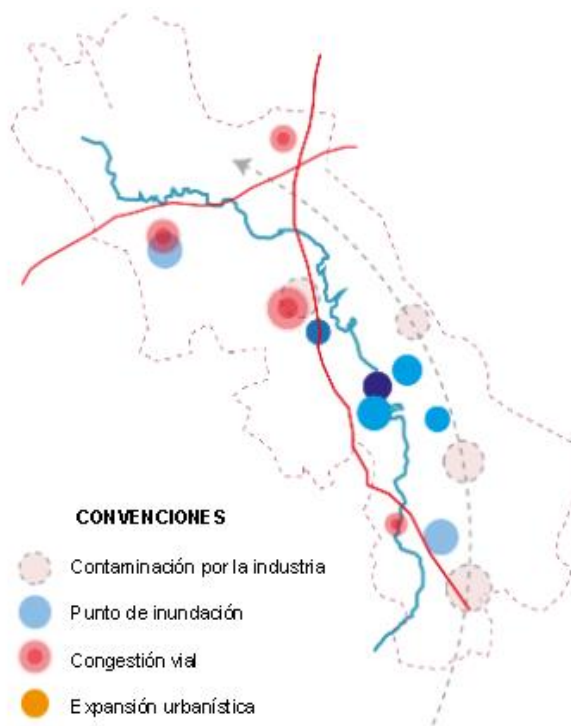 CONVENCIONES
Contaminación por la industria
Punto de inundación
Congestión vial
Expansión urbanística